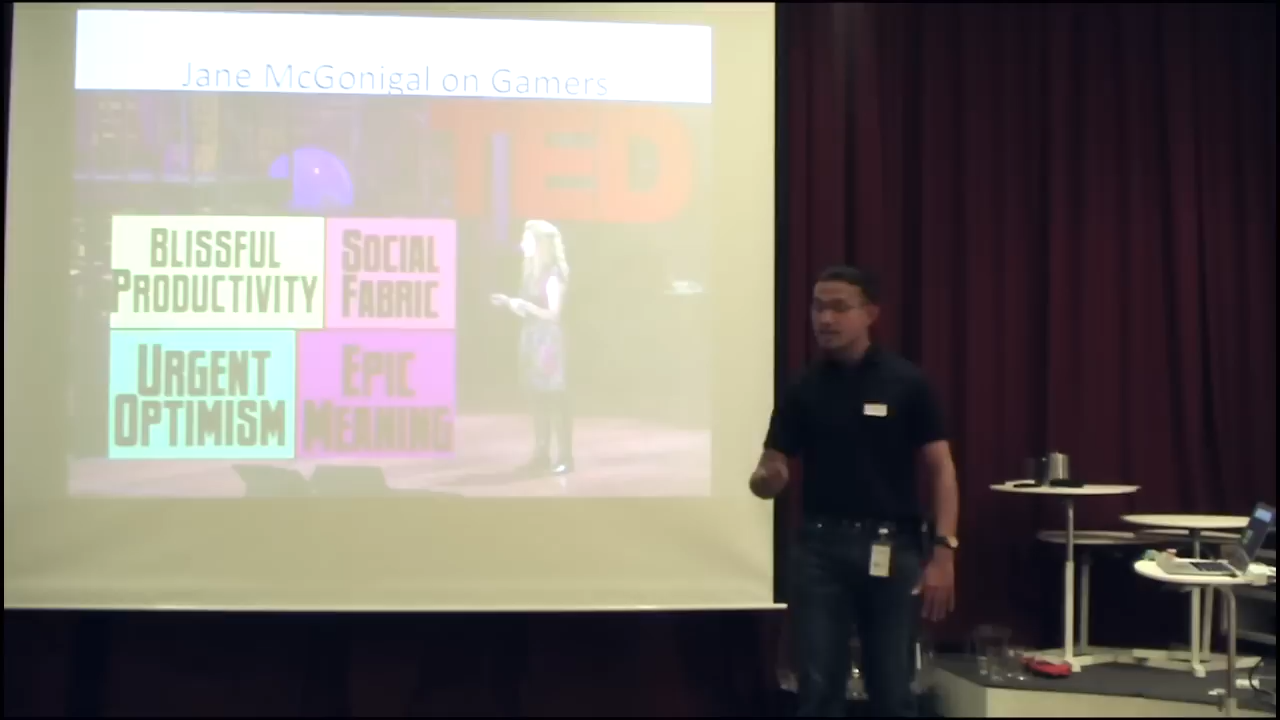 Jane McGonigal on Gamers
TED
BLISSFUL
PRODUCTIVITY
SOCIAL
FABRIC
URGENT
OPTIMISM
EPIC
MEANING